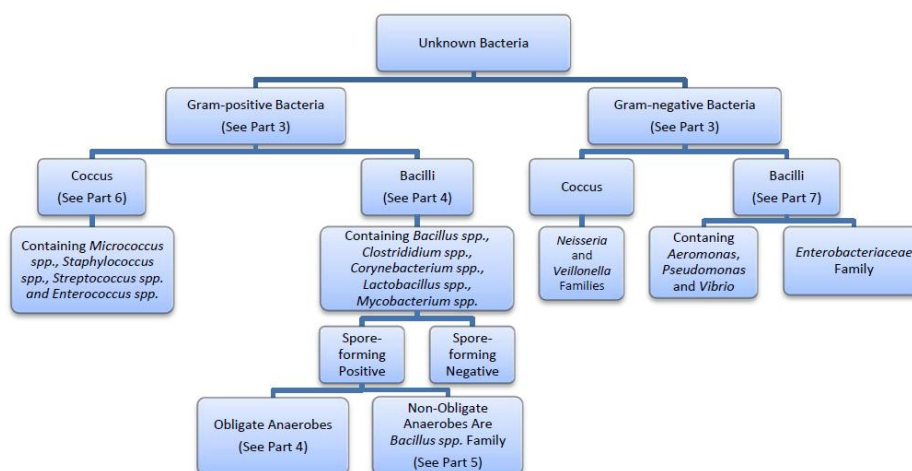 Unknown Bacteria
Gram-positive Bacteria
(See Part 3)
Gram-negative Bacteria
(See Part 3)
Coccus
(See Part 6)
Bacilli
(See Part 4)
Coccus
Bacilli
(See Part 7)
Containing Micrococcus
spp., Staphylococcus
spp., Streptococcus spp.
and Enterococcus spp.
Containing Bacillus spp.,
Clostrididium spp.,
Corynebacterium spp.,
Lactobacillus spp.,
Mycobacterium spp.
Neisseria
and
Veillonella
Families
Contaning
Aeromonas,
Pseudomonas
and Vibrio
Enterobacteriaceae
Family
Spore-
forming
Positive
Spore-
forming
Negative
Obligate Anaerobes
(See Part 4)
Non-Obligate
Anaerobes Are
Bacillus spp. Family
(See Part 5)